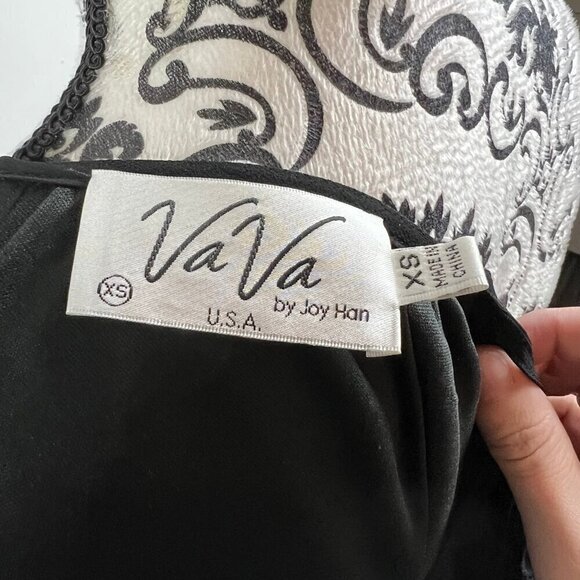 VaVa
by Joy Han
XS
U.S.A.
XS
MADE IN
CHINA